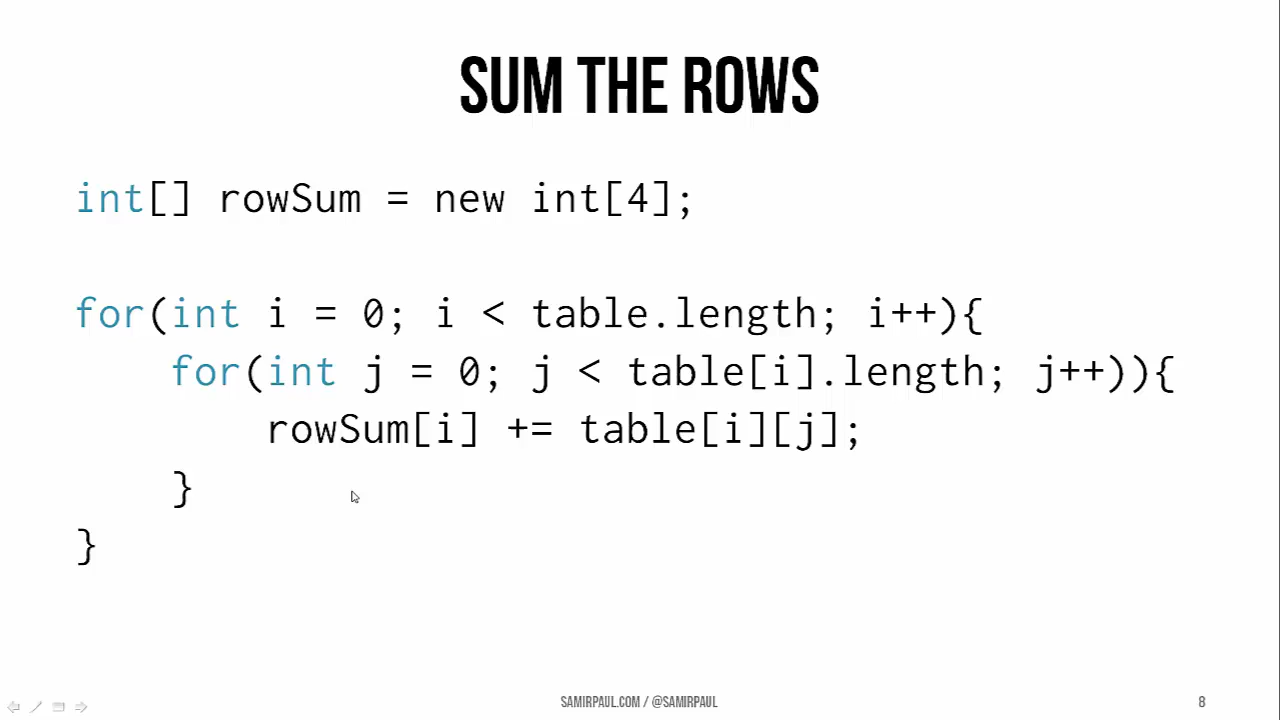 SUM THE ROWS
int[] rowSum = new int[4];
for(int i = 0; i < table.length; i++){
    for(int j = 0; j < table[i].length; j++)){
        rowSum[i] += table[i][j];
    }
}
SAMIRPAUL.COM / @SAMIRPAUL
8